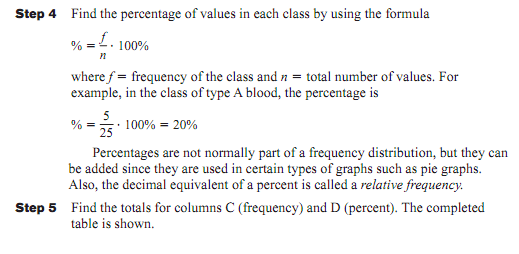 Step 4 Find the percentage of values in each class by using the formula
% = f/n · 100%
where f = frequency of the class and n = total number of values. For
example, in the class of type A blood, the percentage is
% = 5/25 · 100% = 20%
Percentages are not normally part of a frequency distribution, but they can
be added since they are used in certain types of graphs such as pie graphs.
Also, the decimal equivalent of a percent is called a relative frequency.
Step 5 Find the totals for columns C (frequency) and D (percent). The completed
table is shown.